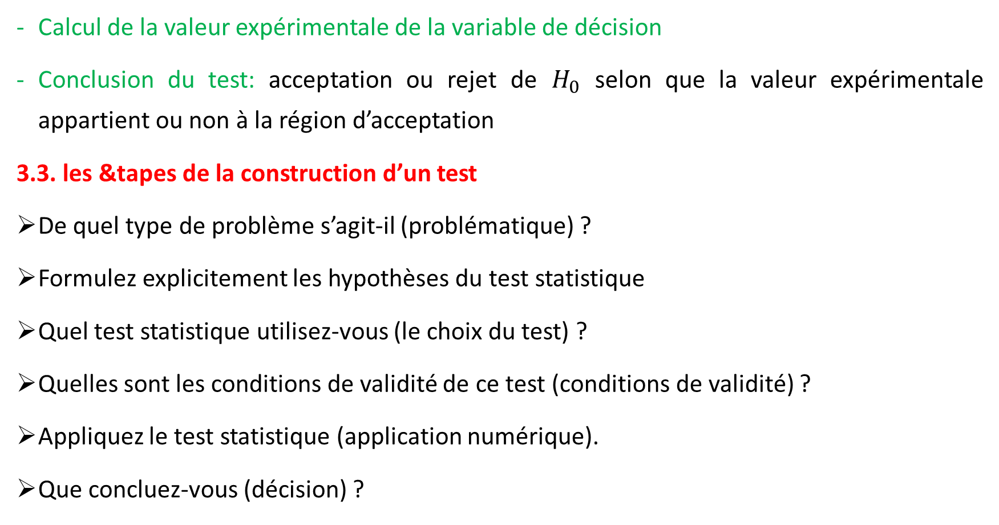 - Calcul de la valeur expérimentale de la variable de décision
- Conclusion du test: acceptation ou rejet de H₀ selon que la valeur expérimentale
appartient ou non à la région d’acceptation
3.3. les &tapes de la construction d’un test
➢De quel type de problème s’agit-il (problématique) ?
➢Formulez explicitement les hypothèses du test statistique
➢Quel test statistique utilisez-vous (le choix du test) ?
➢Quelles sont les conditions de validité de ce test (conditions de validité) ?
➢Appliquez le test statistique (application numérique).
➢Que concluez-vous (décision) ?